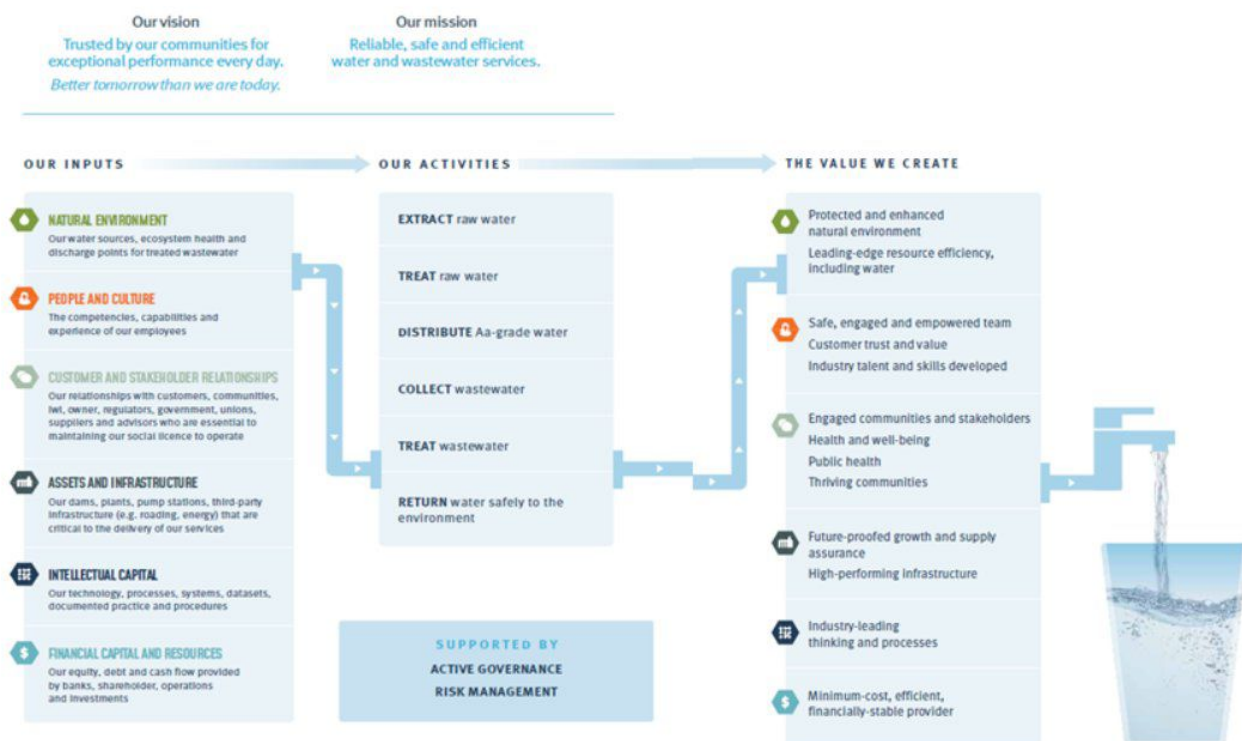 Our vision
Trusted by our communities for
exceptional performance every day.
Better tomorrow than we are today.
Our mission
Reliable, safe and efficient
water and wastewater services.
OUR INPUTS
NATURAL ENVIRONMENT
Our water sources, ecosystem health and
discharge points for treated wastewater
PEOPLE AND CULTURE
The competencies, capabilities and
experience of our employees
CUSTOMER AND STAKEHOLDER RELATIONSHIPS
Our relationships with customers, communities,
iwi, owner, regulators, government, unions,
suppliers and advisors who are essential to
maintaining our social licence to operate
ASSETS AND INFRASTRUCTURE
Our dams, plants, pump stations, third-party
infrastructure (e.g. roading, energy) that are
critical to the delivery of our services
INTELLECTUAL CAPITAL
Our technology, processes, systems, datasets,
documented practice and procedures
FINANCIAL CAPITAL AND RESOURCES
Our equity, debt and cash flow provided
by banks, shareholder, operations
and investments
OUR ACTIVITIES
EXTRACT raw water
TREAT raw water
DISTRIBUTE Aa-grade water
COLLECT wastewater
TREAT wastewater
RETURN water safely to the
environment
SUPPORTED BY
ACTIVE GOVERNANCE
RISK MANAGEMENT
THE VALUE WE CREATE
Protected and enhanced
natural environment
Leading-edge resource efficiency,
including water
Safe, engaged and empowered team
Customer trust and value
Industry talent and skills developed
Engaged communities and stakeholders
Health and well-being
Public health
Thriving communities
Future-proofed growth and supply
assurance
High-performing infrastructure
Industry-leading
thinking and processes
Minimum-cost, efficient,
financially-stable provider